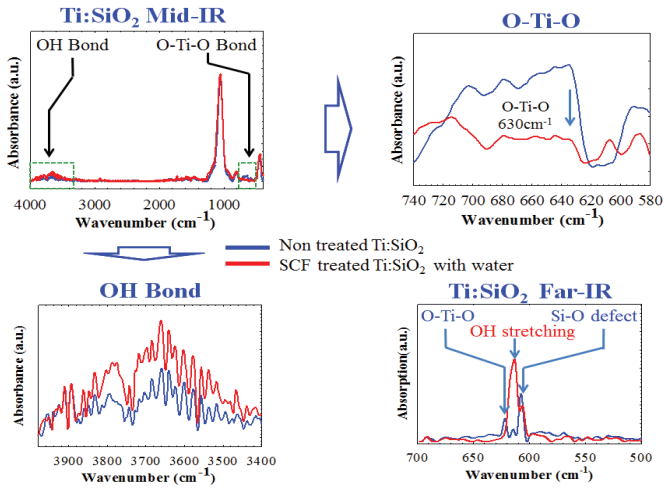 Ti:SiO₂ Mid-IR
OH Bond
O-Ti-O Bond
Absorbance (a.u.)
4000 3000 2000 1000
Wavenumber (cm⁻¹)
O-Ti-O
Absorbance (a.u.)
O-Ti-O
630cm⁻¹
740 720 700 680 660 640 620 600 580
Wavenumber (cm⁻¹)
Non treated Ti:SiO₂
SCF treated Ti:SiO₂ with water
OH Bond
Absorbance (a.u.)
3900 3800 3700 3600 3500 3400
Wavenumber (cm⁻¹)
Ti:SiO₂ Far-IR
O-Ti-O
Si-O defect
OH stretching
Absorption(a.u.)
700 650 600 550 500
Wavenumber (cm⁻¹)